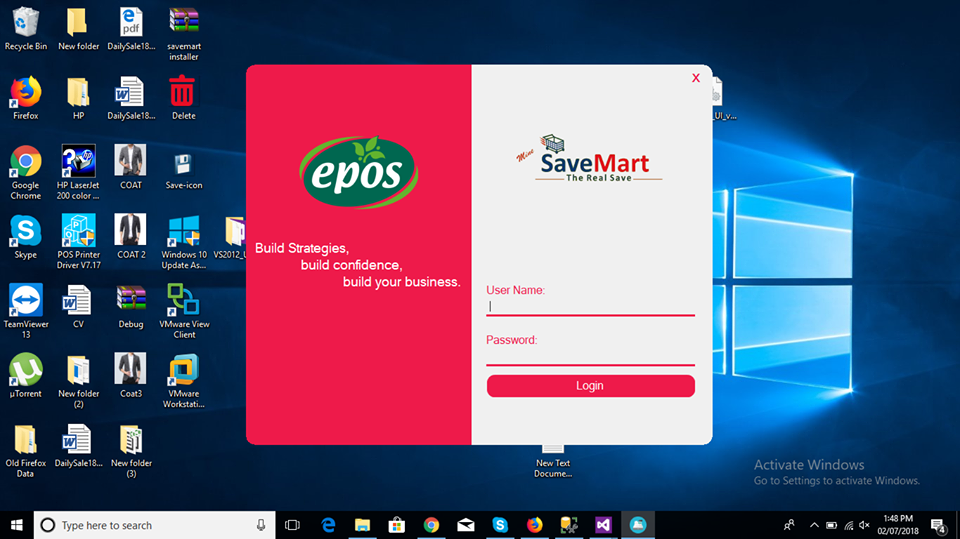 Recycle Bin
New folder
DailySale18...
savemart
installer
Firefox
HP
DailySale18...
Delete
Google
Chrome
HP LaserJet
200 color ...
COAT
Save-icon
Skype
POS Printer
Driver V7.17
COAT 2
Windows 10
Update As...
VS2012_U
TeamViewer
13
CV
Debug
VMware View
Client
µTorrent
New folder
(2)
Coat3
VMware
Workstati...
Old Firefox
Data
DailySale18...
New folder
(3)
_UI_v...
X
epos
Build Strategies,
build confidence,
build your business.
Mine
SaveMart
The Real Save
User Name:
Password:
Login
New Text
Docume...
Activate Windows
Go to Settings to activate Windows.
Type here to search
1:48 PM
02/07/2018
4